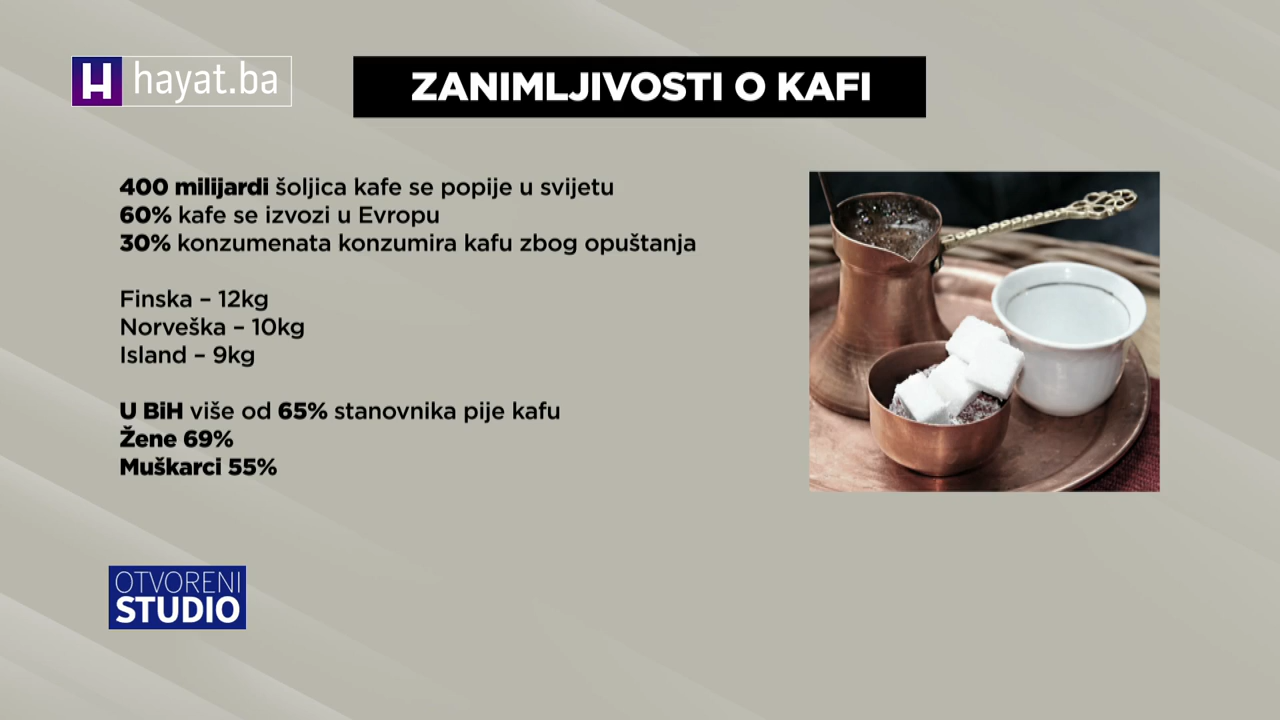 H hayat.ba
ZANIMLJIVOSTI O KAFI
400 milijardi šoljica kafe se popije u svijetu
60% kafe se izvozi u Evropu
30% konzumenata konzumira kafu zbog opuštanja
Finska – 12kg
Norveška – 10kg
Island – 9kg
U BiH više od 65% stanovnika pije kafu
Žene 69%
Muškarci 55%
OTVORENI
STUDIO